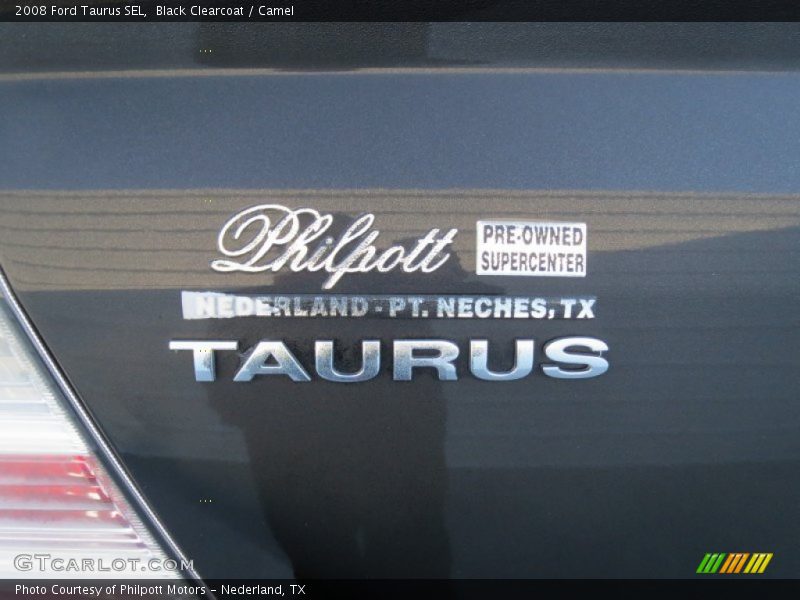 2008 Ford Taurus SEL, Black Clearcoat / Camel
Philpott
PRE-OWNED
SUPERCENTER
NEDERLAND - PT. NECHES, TX
TAURUS
GTCARLOT.COM
Photo Courtesy of Philpott Motors - Nederland, TX